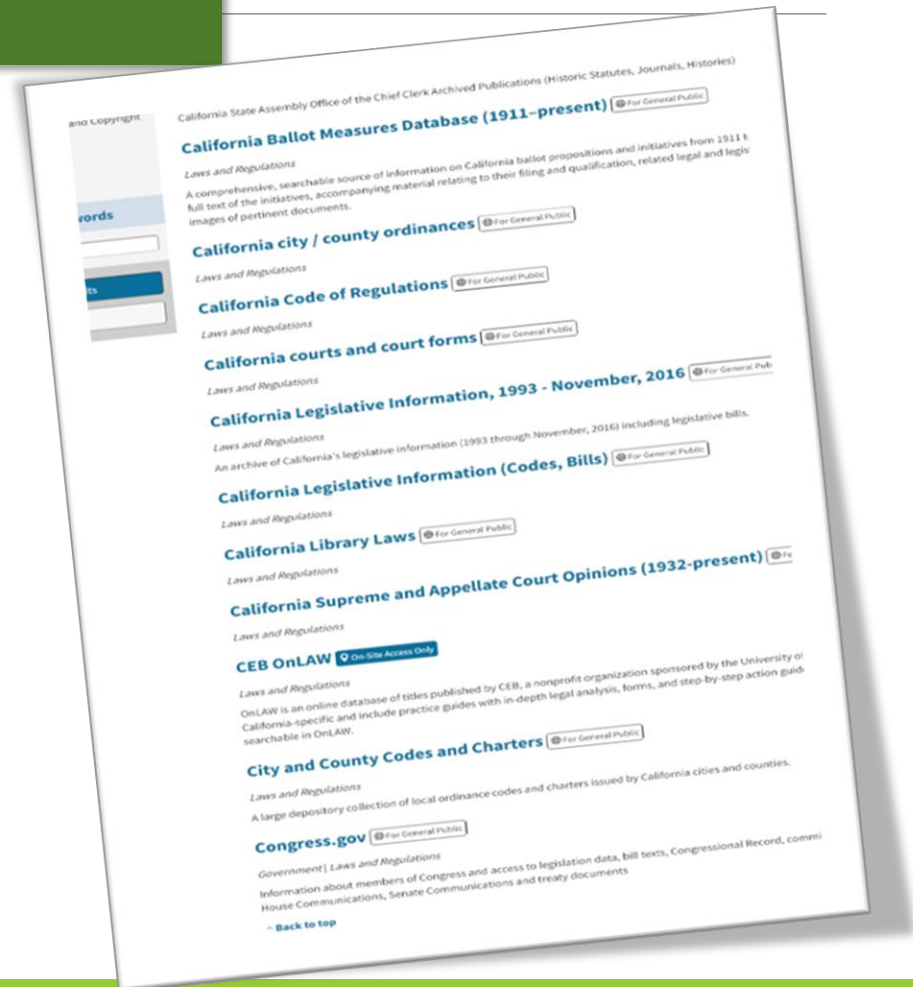 and Copyright
words
ts
California State Assembly Office of the Chief Clerk Archived Publications (Historic Statutes, Journals, Histories)
California Ballot Measures Database (1911–present) For General Public
Laws and Regulations
A comprehensive, searchable source of information on California ballot propositions and initiatives from 1911 t
full text of the initiatives, accompanying material relating to their filing and qualification, related legal and legis
images of pertinent documents.
California city / county ordinances For General Public
Laws and Regulations
California Code of Regulations For General Public
Laws and Regulations
California courts and court forms For General Public
Laws and Regulations
California Legislative Information, 1993 - November, 2016 For General Pub
Laws and Regulations
An archive of California's legislative information (1993 through November, 2016) including legislative bills.
California Legislative Information (Codes, Bills) For General Public
Laws and Regulations
California Library Laws For General Public
Laws and Regulations
California Supreme and Appellate Court Opinions (1932-present) Fo
Laws and Regulations
CEB OnLAW On-Site Access Only
Laws and Regulations
OnLAW is an online database of titles published by CEB, a nonprofit organization sponsored by the University of
California-specific and include practice guides with in-depth legal analysis, forms, and step-by-step action guid
searchable in OnLAW.
City and County Codes and Charters For General Public
Laws and Regulations
A large depository collection of local ordinance codes and charters issued by California cities and counties.
Congress.gov For General Public
Government| Laws and Regulations
Information about members of Congress and access to legislation data, bill texts, Congressional Record, commi
House Communications, Senate Communications and treaty documents
^ Back to top